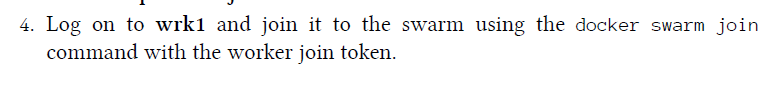 4. Log on to wrk1 and join it to the swarm using the docker swarm join
command with the worker join token.